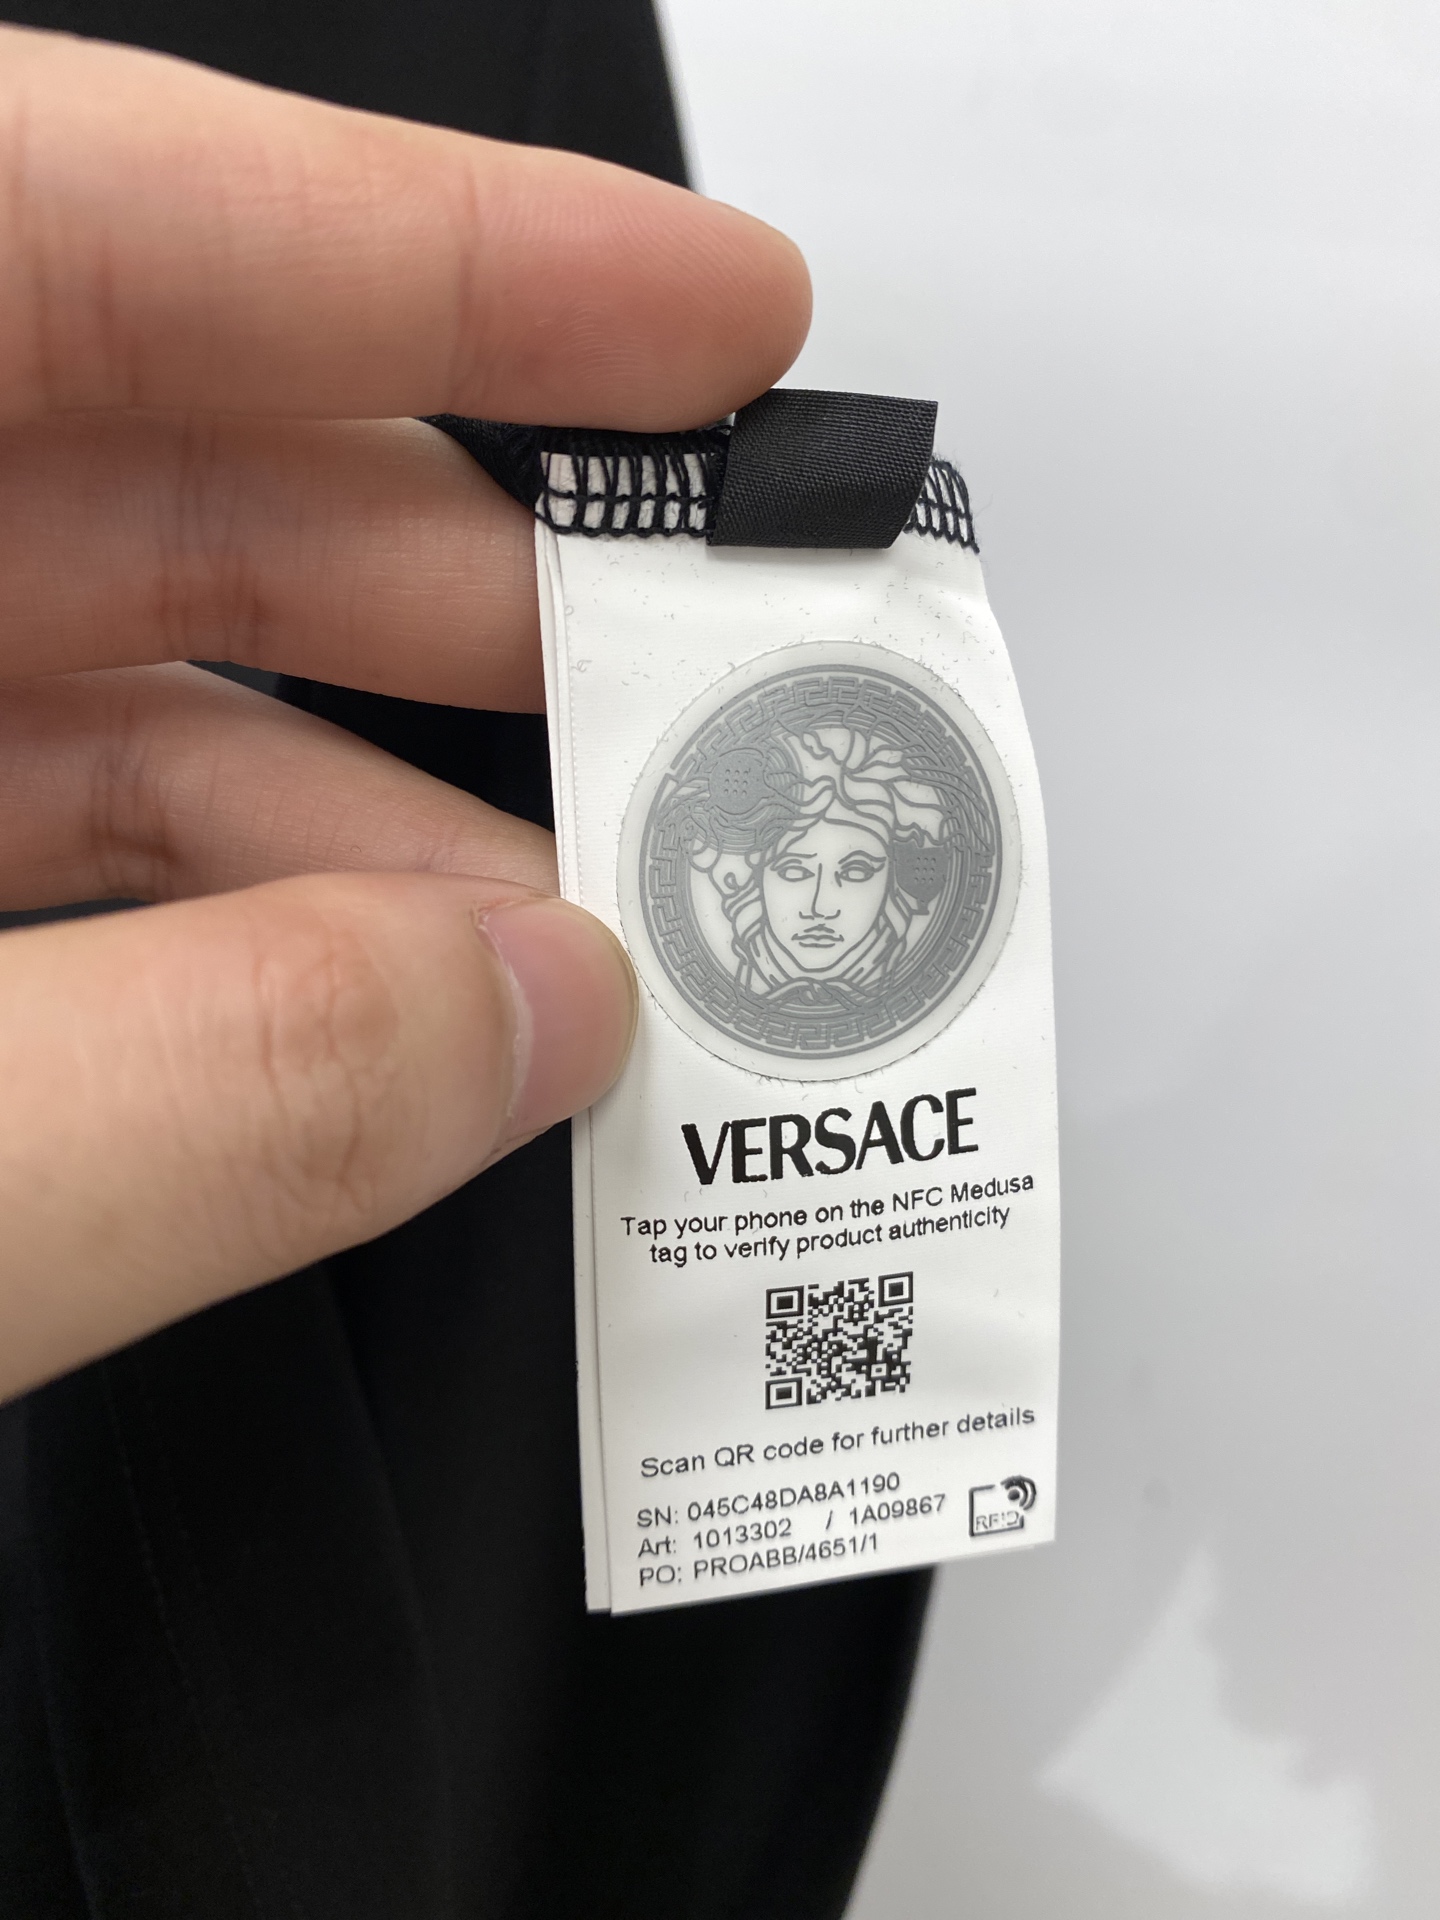 VERSACE
Tap your phone on the NFC Medusa
tag to verify product authenticity
Scan QR code for further details
SN: 045C48DA8A1190
Art: 1013302 / 1A09867
PO: PROABB/4651/1
RFID